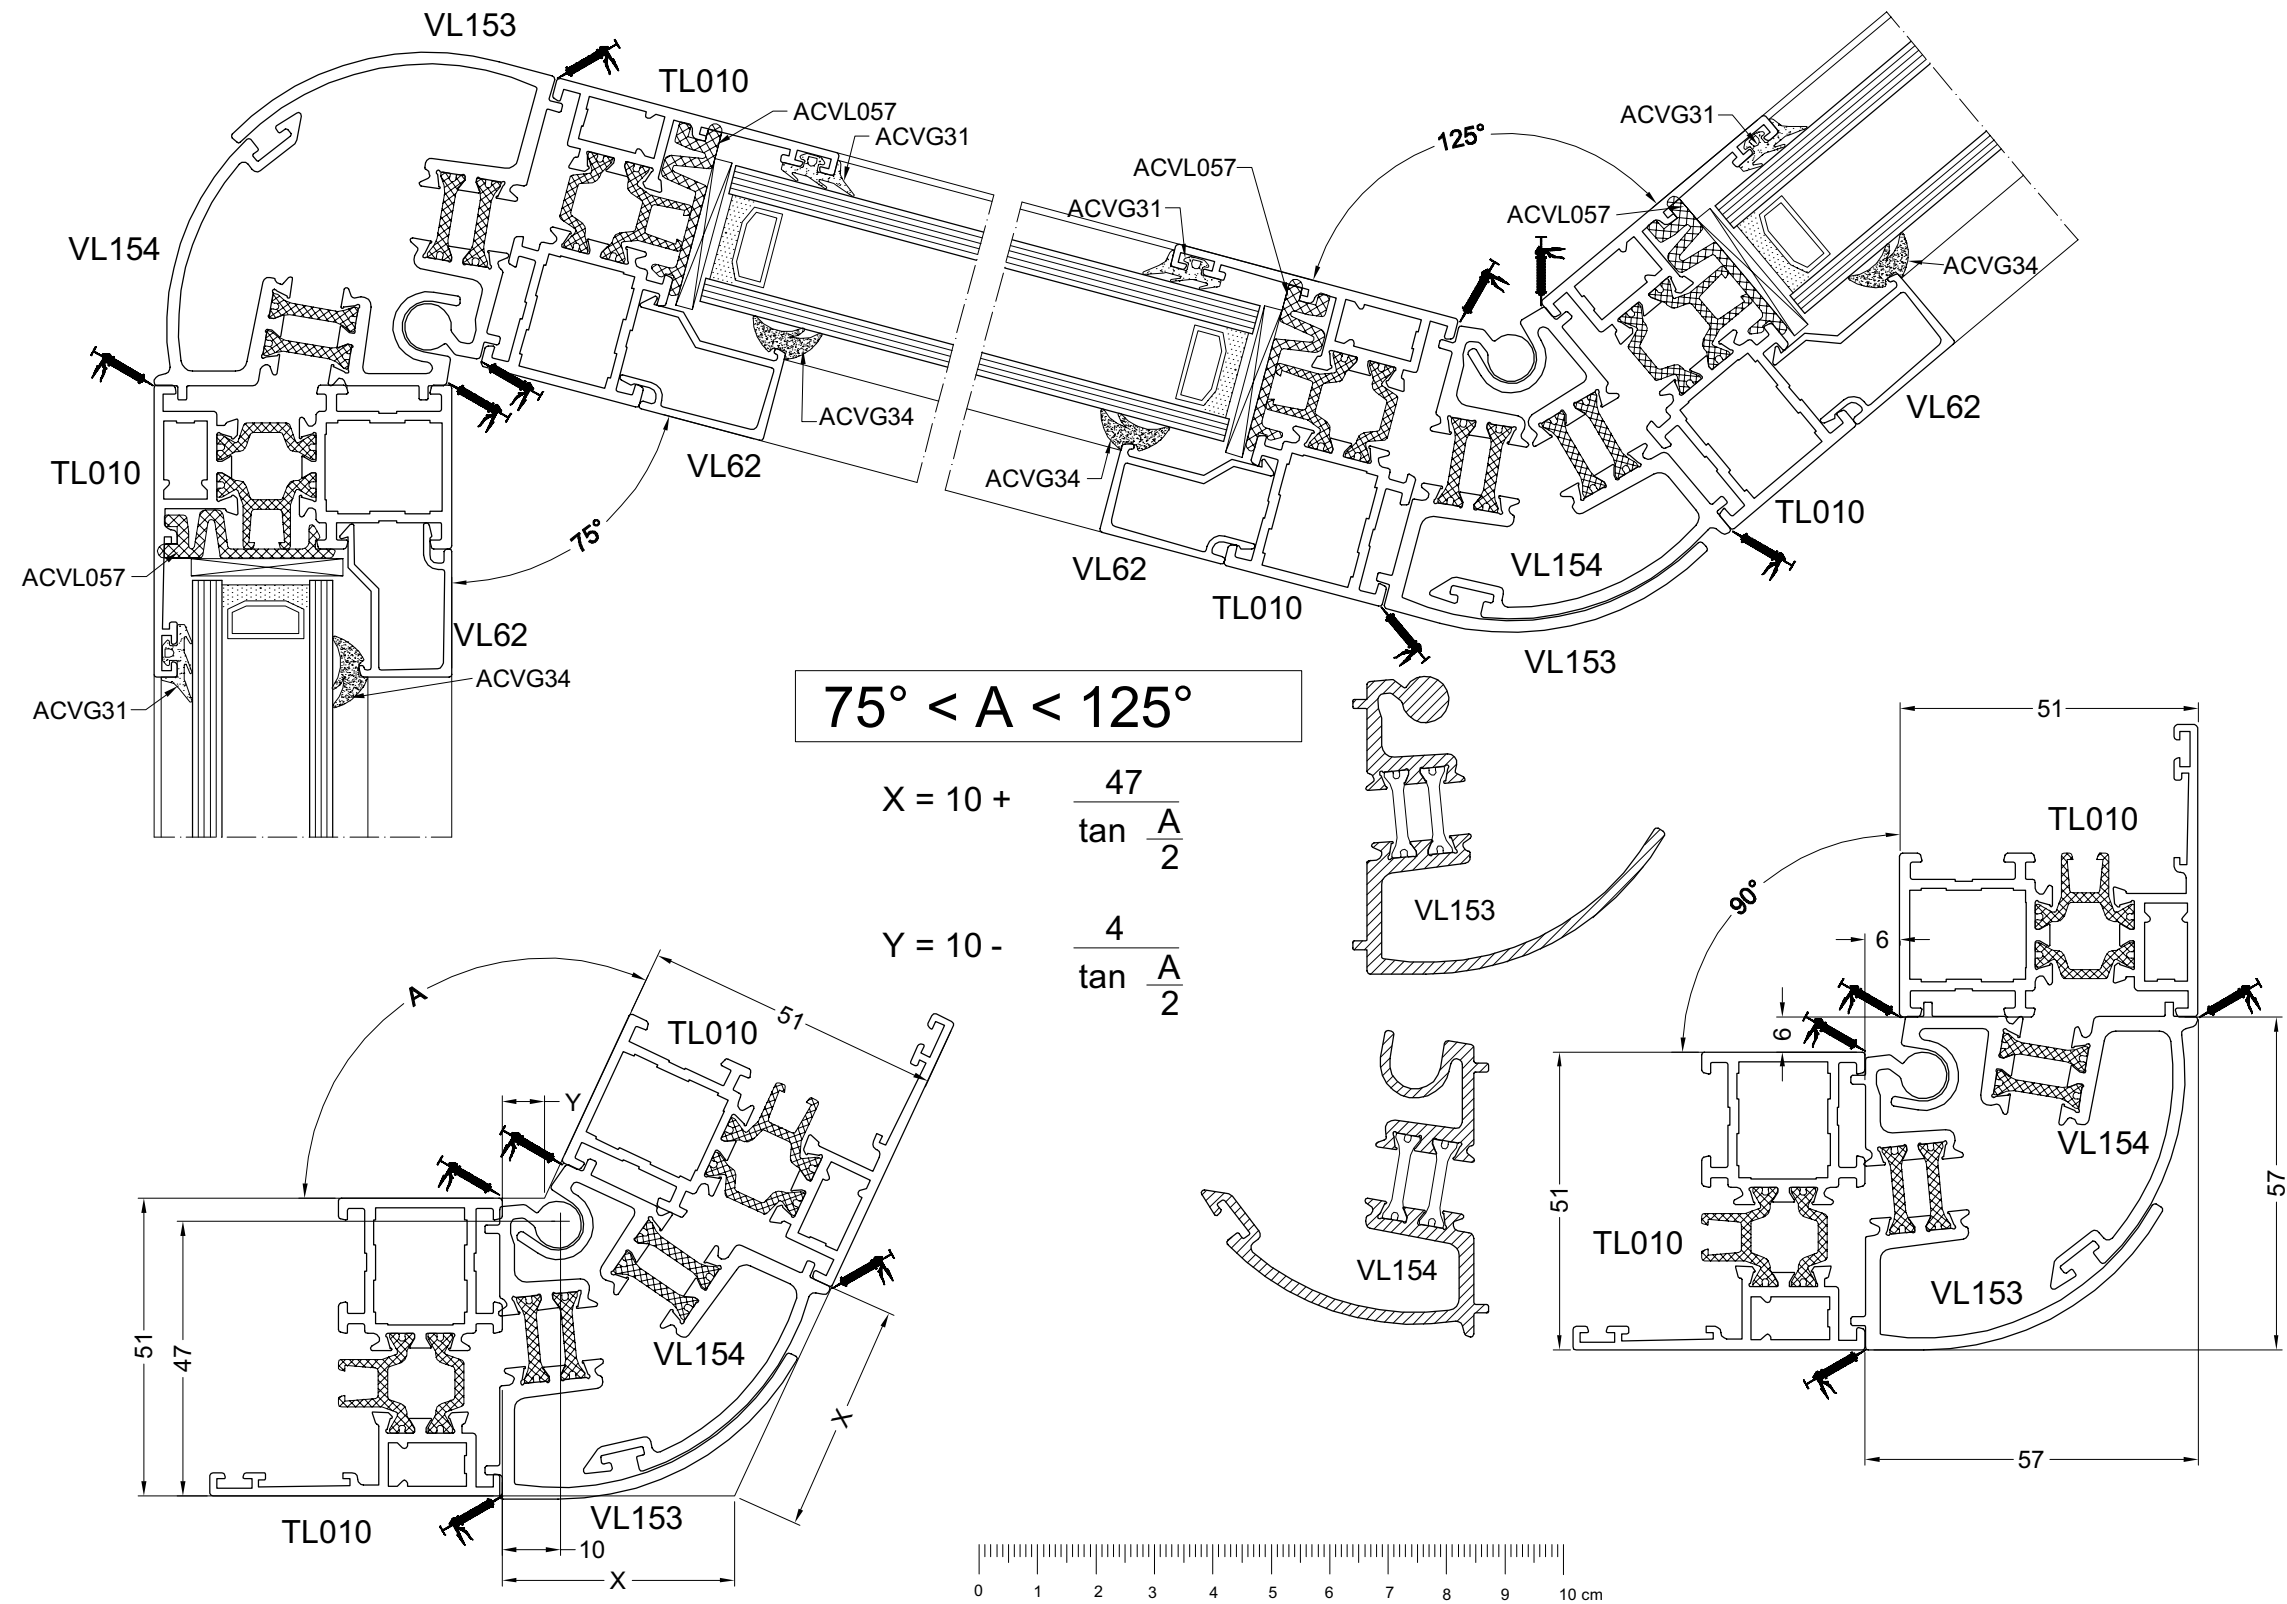 VL153
TL010
ACVL057
ACVG31
VL154
ACVG34
VL62
75°
TL010
ACVL057
VL62
ACVG34
ACVG31
ACVL057
ACVG31
125°
ACVG31
ACVL057
ACVG34
VL62
TL010
ACVG34
VL62
TL010
VL154
VL153
75° < A < 125°
X = 10 + 47
tan A
2
Y = 10 - 4
tan A
2
VL153
VL154
51
TL010
90°
6
6
51
TL010
VL154
VL153
57
57
A
51
TL010
Y
51
47
VL154
X
TL010
VL153
10
X
0 1 2 3 4 5 6 7 8 9 10 cm